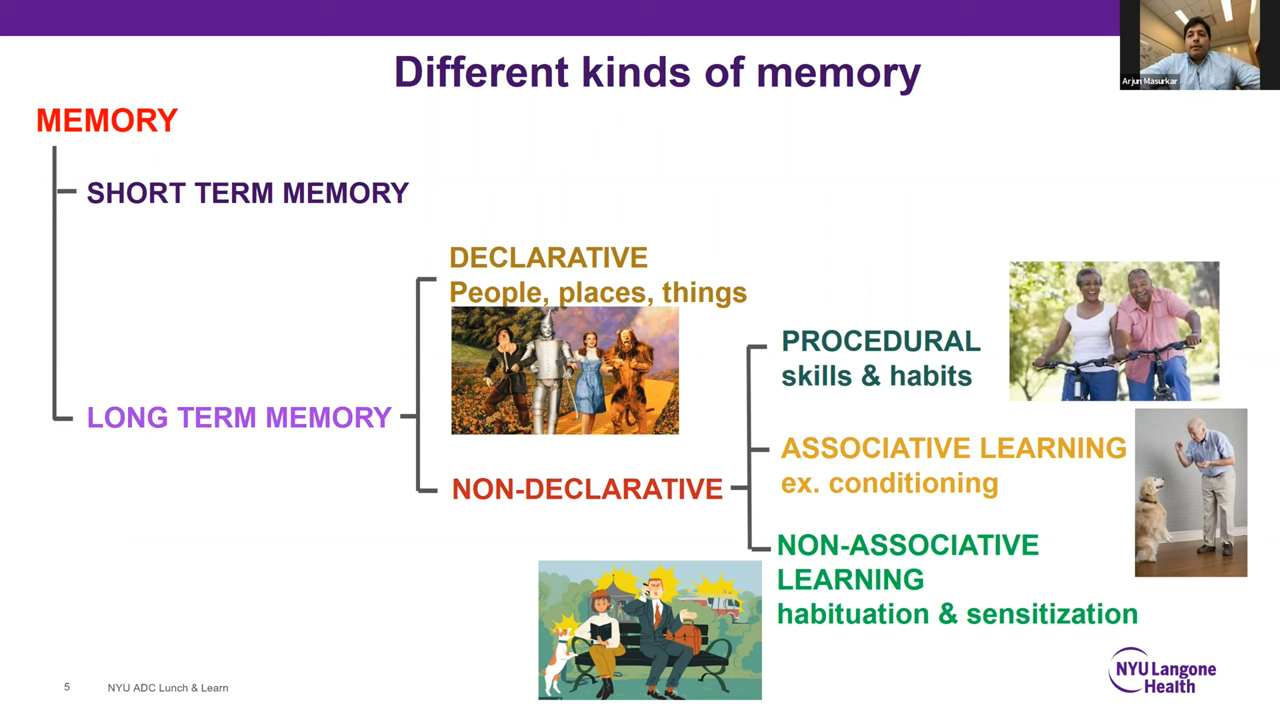 Different kinds of memory
Arjun Masurkar
MEMORY
SHORT TERM MEMORY
DECLARATIVE
People, places, things
PROCEDURAL
skills & habits
LONG TERM MEMORY
ASSOCIATIVE LEARNING
ex. conditioning
NON-DECLARATIVE
NON-ASSOCIATIVE
LEARNING
habituation & sensitization
5
NYU ADC Lunch & Learn
NYU Langone
Health